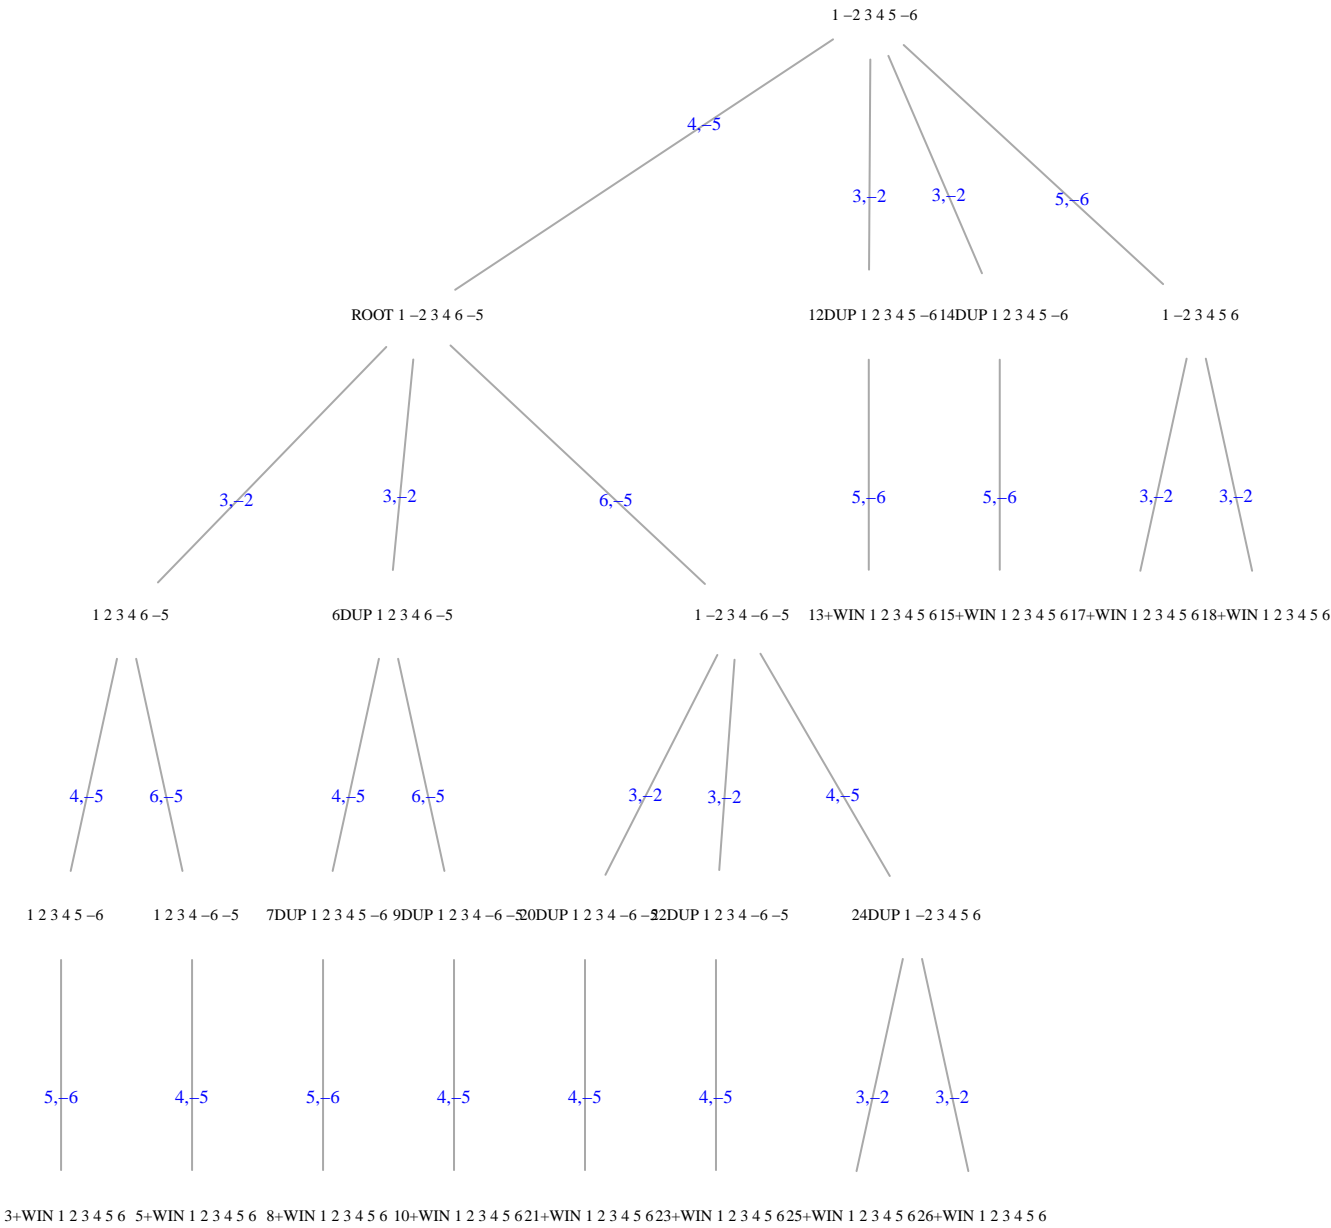 1 −2 3 4 5 −6
4,−5
3,−2
3,−2
5,−6
ROOT 1 −2 3 4 6 −5
12DUP 1 2 3 4 5 −6
14DUP 1 2 3 4 5 −6
1 −2 3 4 5 6
3,−2
3,−2
6,−5
5,−6
5,−6
3,−2
3,−2
1 2 3 4 6 −5
6DUP 1 2 3 4 6 −5
1 −2 3 4 −6 −5
13+WIN 1 2 3 4 5 6
15+WIN 1 2 3 4 5 6
17+WIN 1 2 3 4 5 6
18+WIN 1 2 3 4 5 6
4,−5
6,−5
4,−5
6,−5
3,−2
3,−2
4,−5
1 2 3 4 5 −6
1 2 3 4 −6 −5
7DUP 1 2 3 4 5 −6
9DUP 1 2 3 4 −6 −5
20DUP 1 2 3 4 −6 −5
22DUP 1 2 3 4 −6 −5
24DUP 1 −2 3 4 5 6
5,−6
4,−5
5,−6
4,−5
4,−5
4,−5
3,−2
3,−2
3+WIN 1 2 3 4 5 6
5+WIN 1 2 3 4 5 6
8+WIN 1 2 3 4 5 6
10+WIN 1 2 3 4 5 6
21+WIN 1 2 3 4 5 6
23+WIN 1 2 3 4 5 6
25+WIN 1 2 3 4 5 6
26+WIN 1 2 3 4 5 6